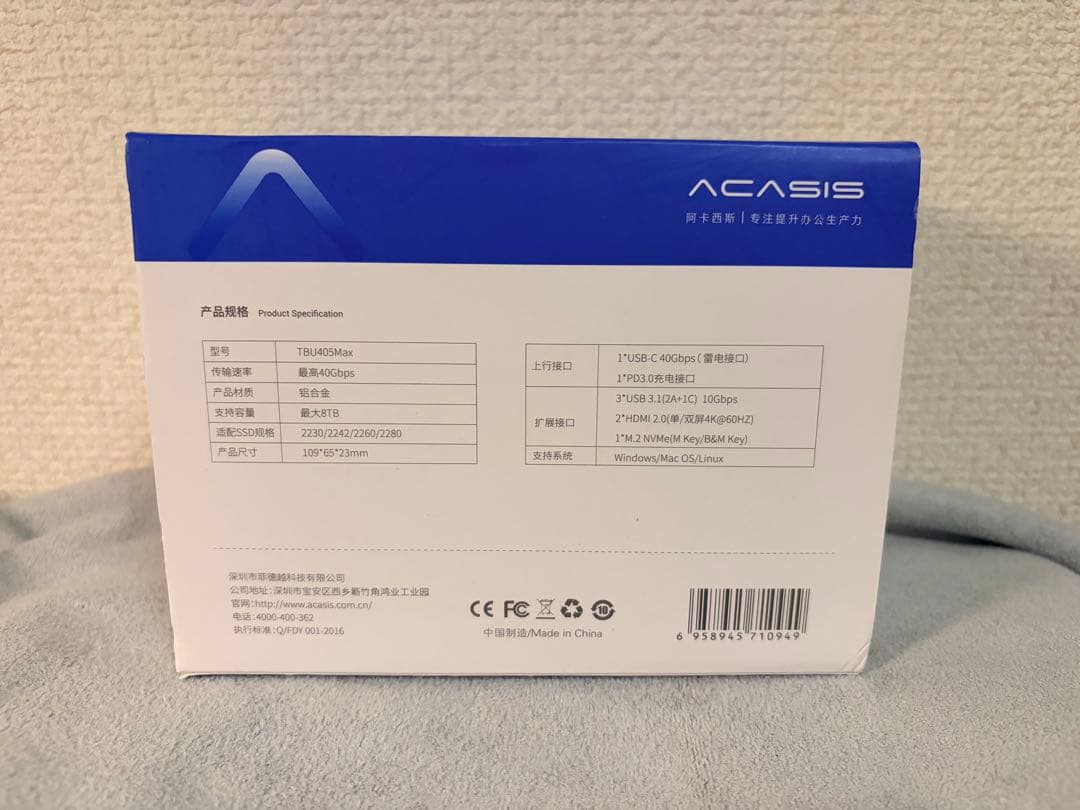 ACASIS
阿卡西斯 | 专注提升办公生产力
产品规格 Product Specification
型号 TBU405Max
传输速率 最高40Gbps
产品材质 铝合金
支持容量 最大8TB
适配SSD规格 2230/2242/2260/2280
产品尺寸 109*65*23mm
上行接口 1*USB-C 40Gbps(雷电接口)
1*PD3.0充电接口
扩展接口 3*USB 3.1(2A+1C) 10Gbps
2*HDMI 2.0(单/双屏4K@60HZ)
1*M.2 NVMe(M Key/B&M Key)
支持系统 Windows/Mac OS/Linux
深圳市菲德越科技有限公司
公司地址:深圳市宝安区西乡簕竹角鸿业工业园
官网:http://www.acasis.com.cn/
电话:4000-400-362
执行标准:Q/FDY 001-2016
CE FC 10
中国制造/Made in China
6 958945 710949